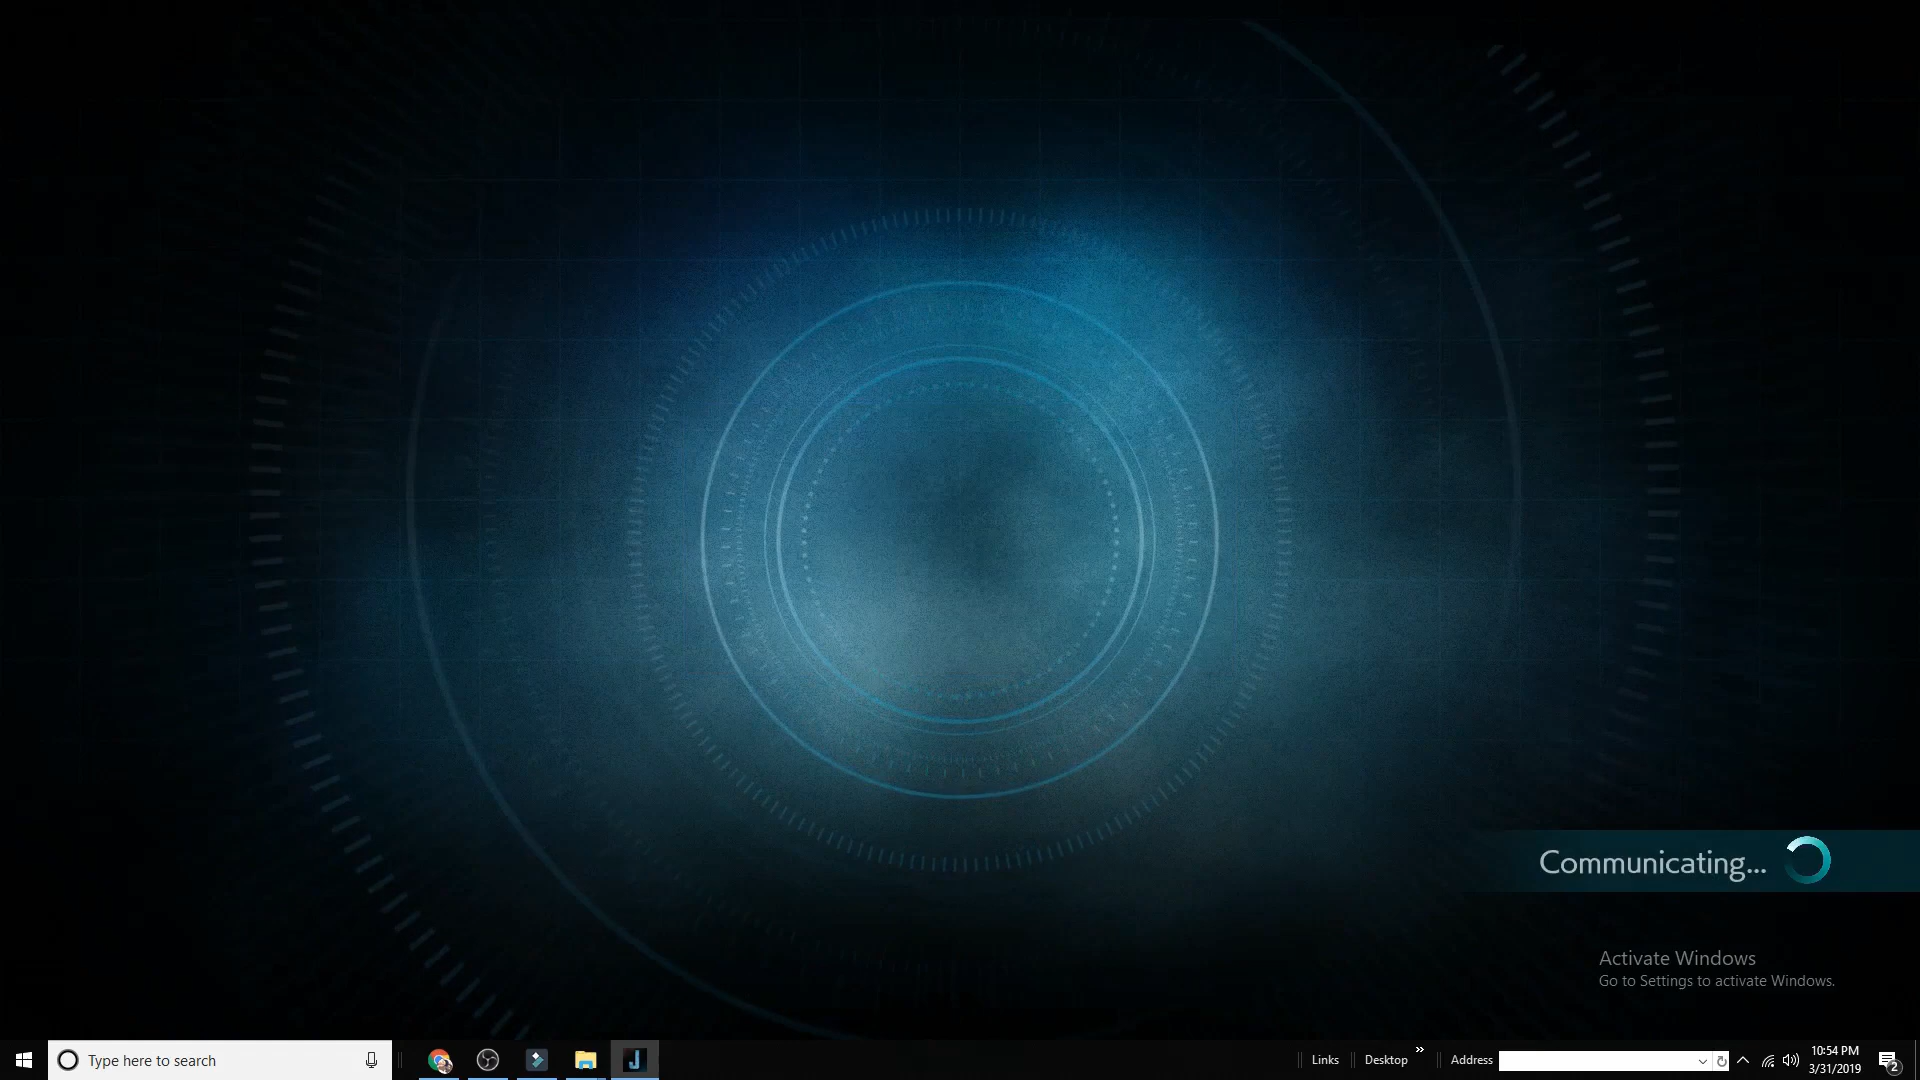 Communicating...
Activate Windows
Go to Settings to activate Windows.
Type here to search
J
Links
Desktop
»
Address
10:54 PM
3/31/2019
2